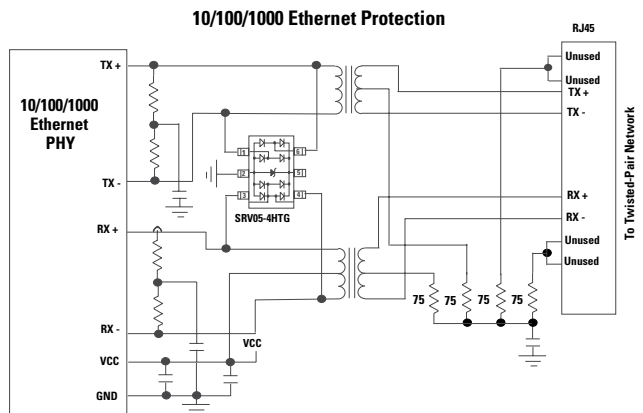 10/100/1000 Ethernet Protection
RJ45
10/100/1000
Ethernet
PHY
TX +
TX -
RX +
RX -
VCC
GND
1
2
3
6
5
4
SRV05-4HTG
VCC
75
75
75
75
Unused
Unused
TX +
TX -
RX +
RX -
Unused
Unused
To Twisted-Pair Network